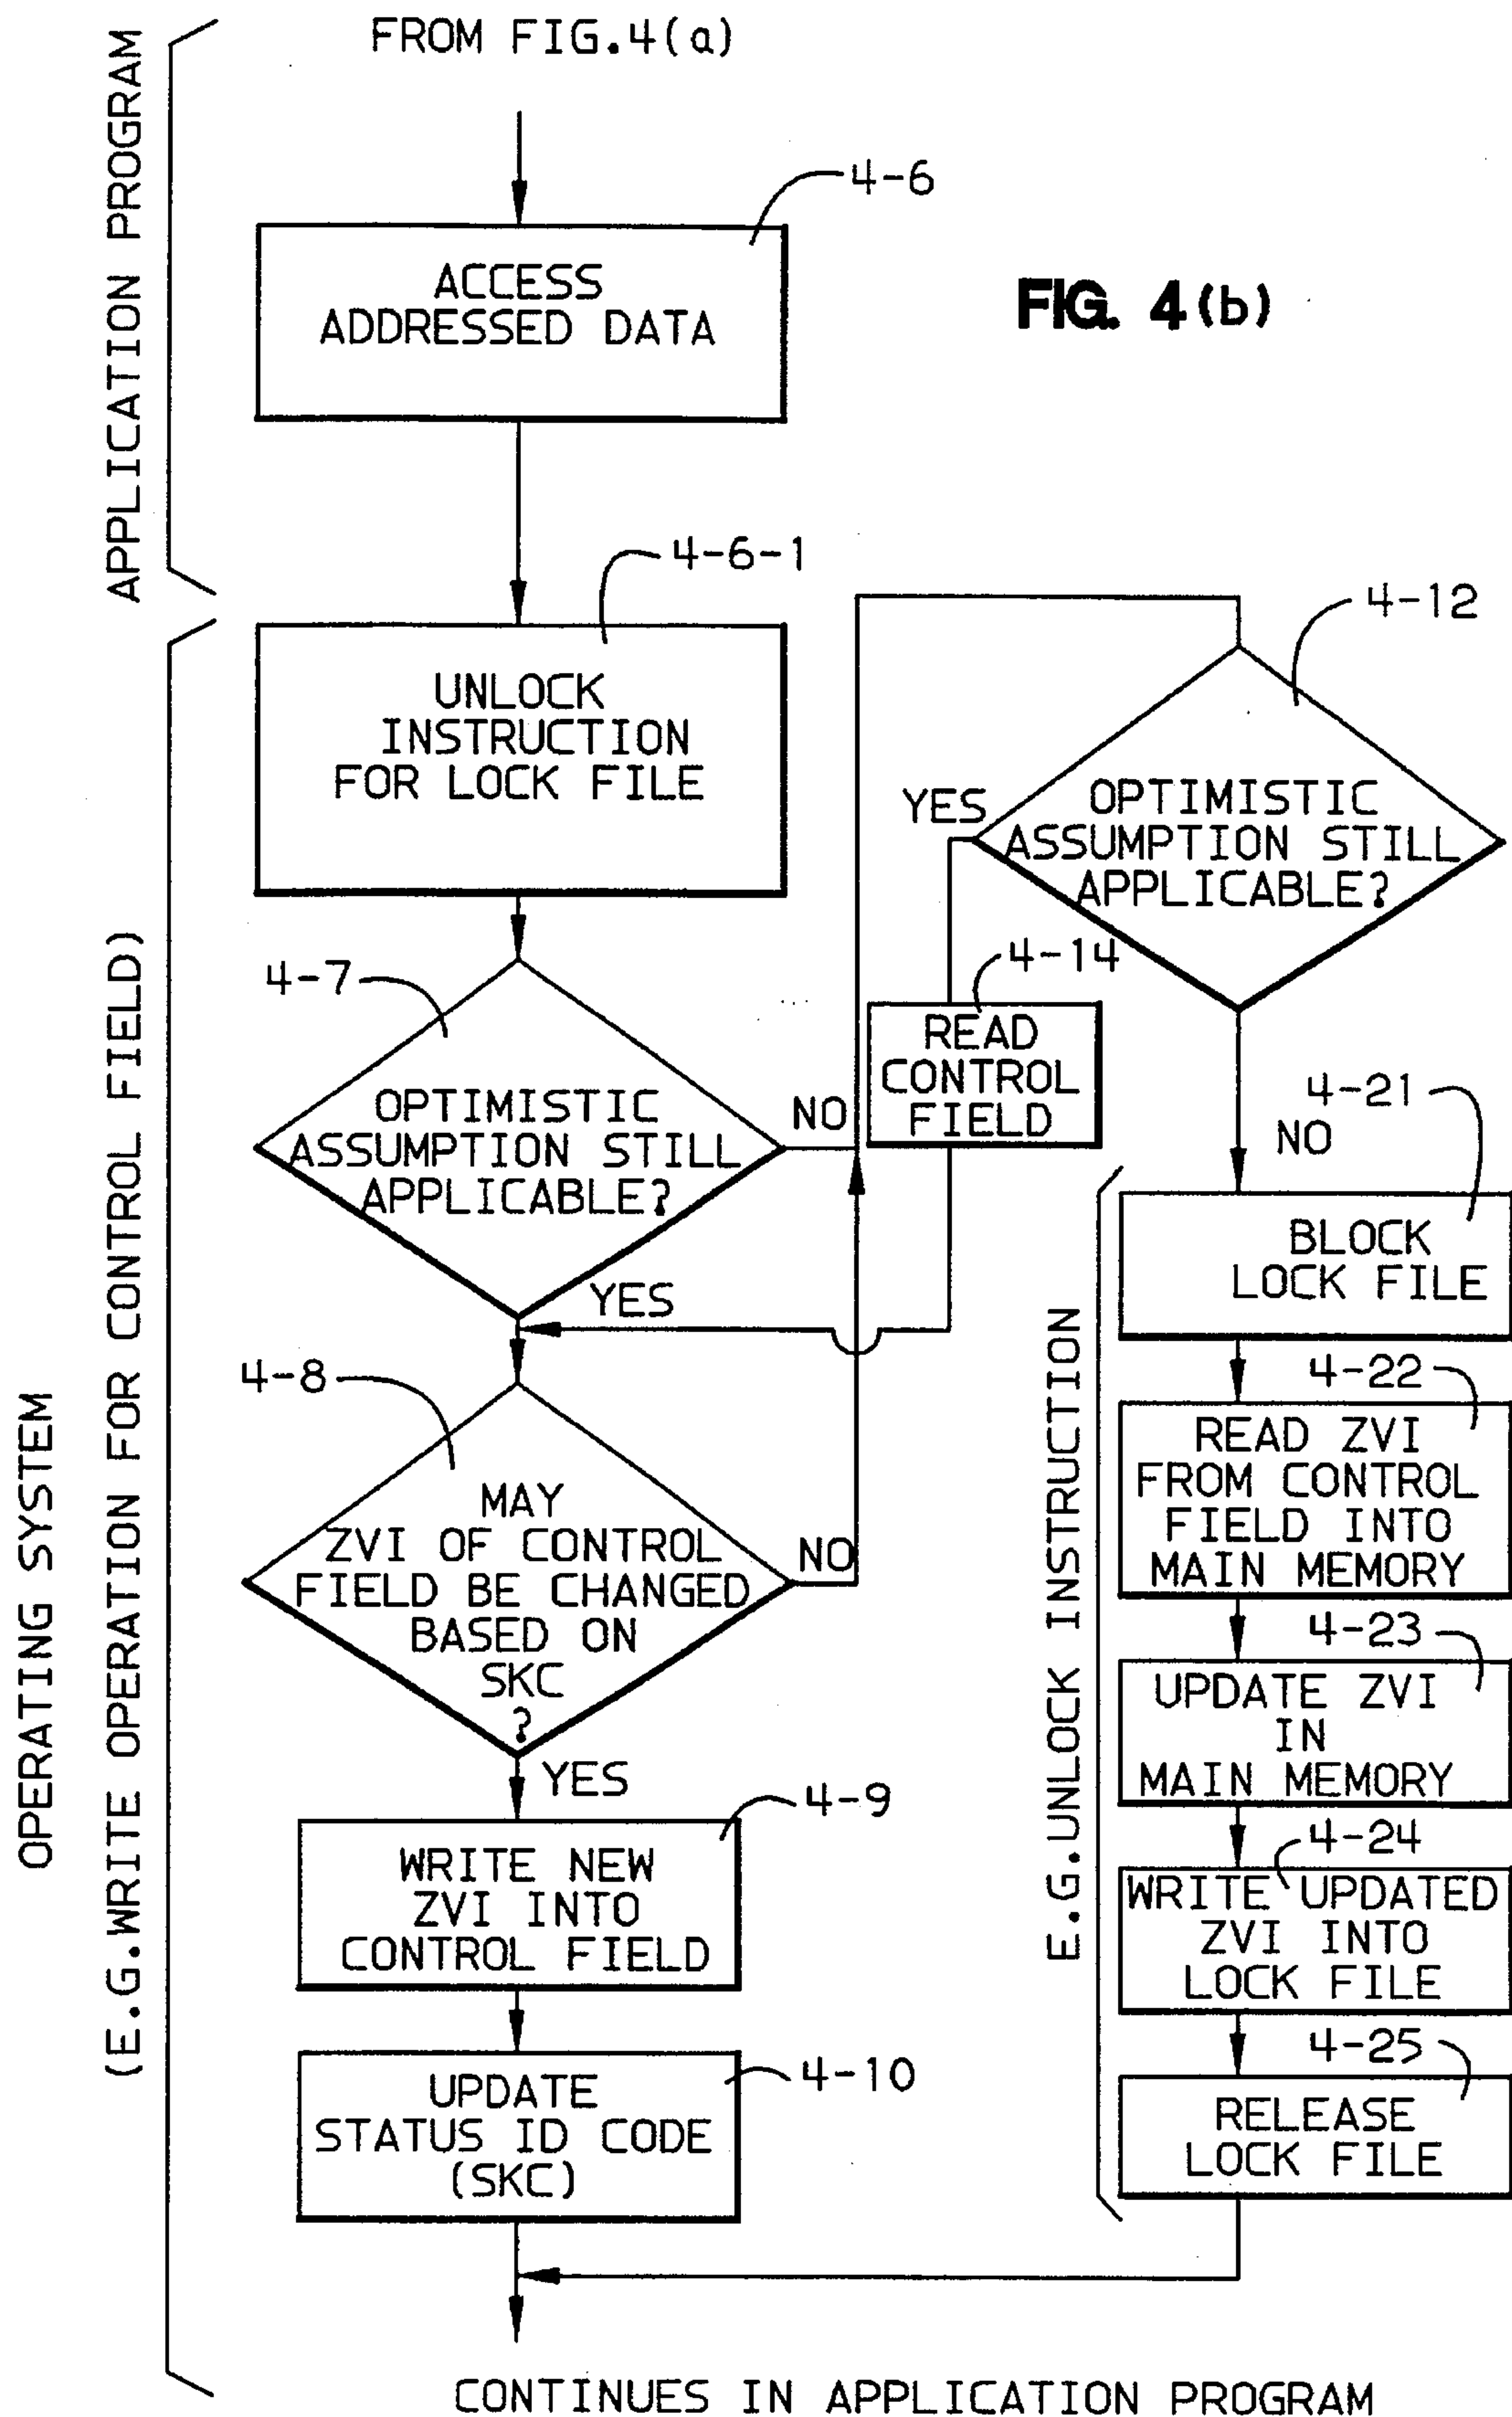 FROM FIG.4(a)
APPLICATION PROGRAM
4-6
ACCESS
ADDRESSED DATA
FIG. 4(b)
4-6-1
UNLOCK
INSTRUCTION
FOR LOCK FILE
4-12
OPTIMISTIC
ASSUMPTION STILL
APPLICABLE?
YES
4-14
READ
CONTROL
FIELD
4-7
OPTIMISTIC
ASSUMPTION STILL
APPLICABLE?
NO
YES
NO
OPERATING SYSTEM
(E.G.WRITE OPERATION FOR CONTROL FIELD)
4-8
MAY
ZVI OF CONTROL
FIELD BE CHANGED
BASED ON
SKC
?
NO
YES
4-9
WRITE NEW
ZVI INTO
CONTROL FIELD
4-10
UPDATE
STATUS ID CODE
(SKC)
E.G.UNLOCK INSTRUCTION
4-21
BLOCK
LOCK FILE
4-22
READ ZVI
FROM CONTROL
FIELD INTO
MAIN MEMORY
4-23
UPDATE ZVI
IN
MAIN MEMORY
4-24
WRITE UPDATED
ZVI INTO
LOCK FILE
4-25
RELEASE
LOCK FILE
CONTINUES IN APPLICATION PROGRAM